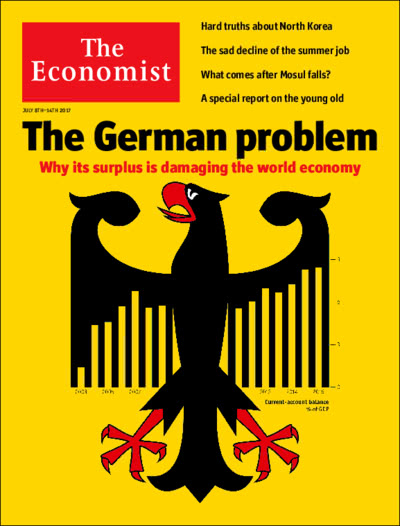 The
Economist
JULY 8TH–14TH 2017
Hard truths about North Korea
The sad decline of the summer job
What comes after Mosul falls?
A special report on the young old
The German problem
Why its surplus is damaging the world economy
Current-account balance
% of GDP